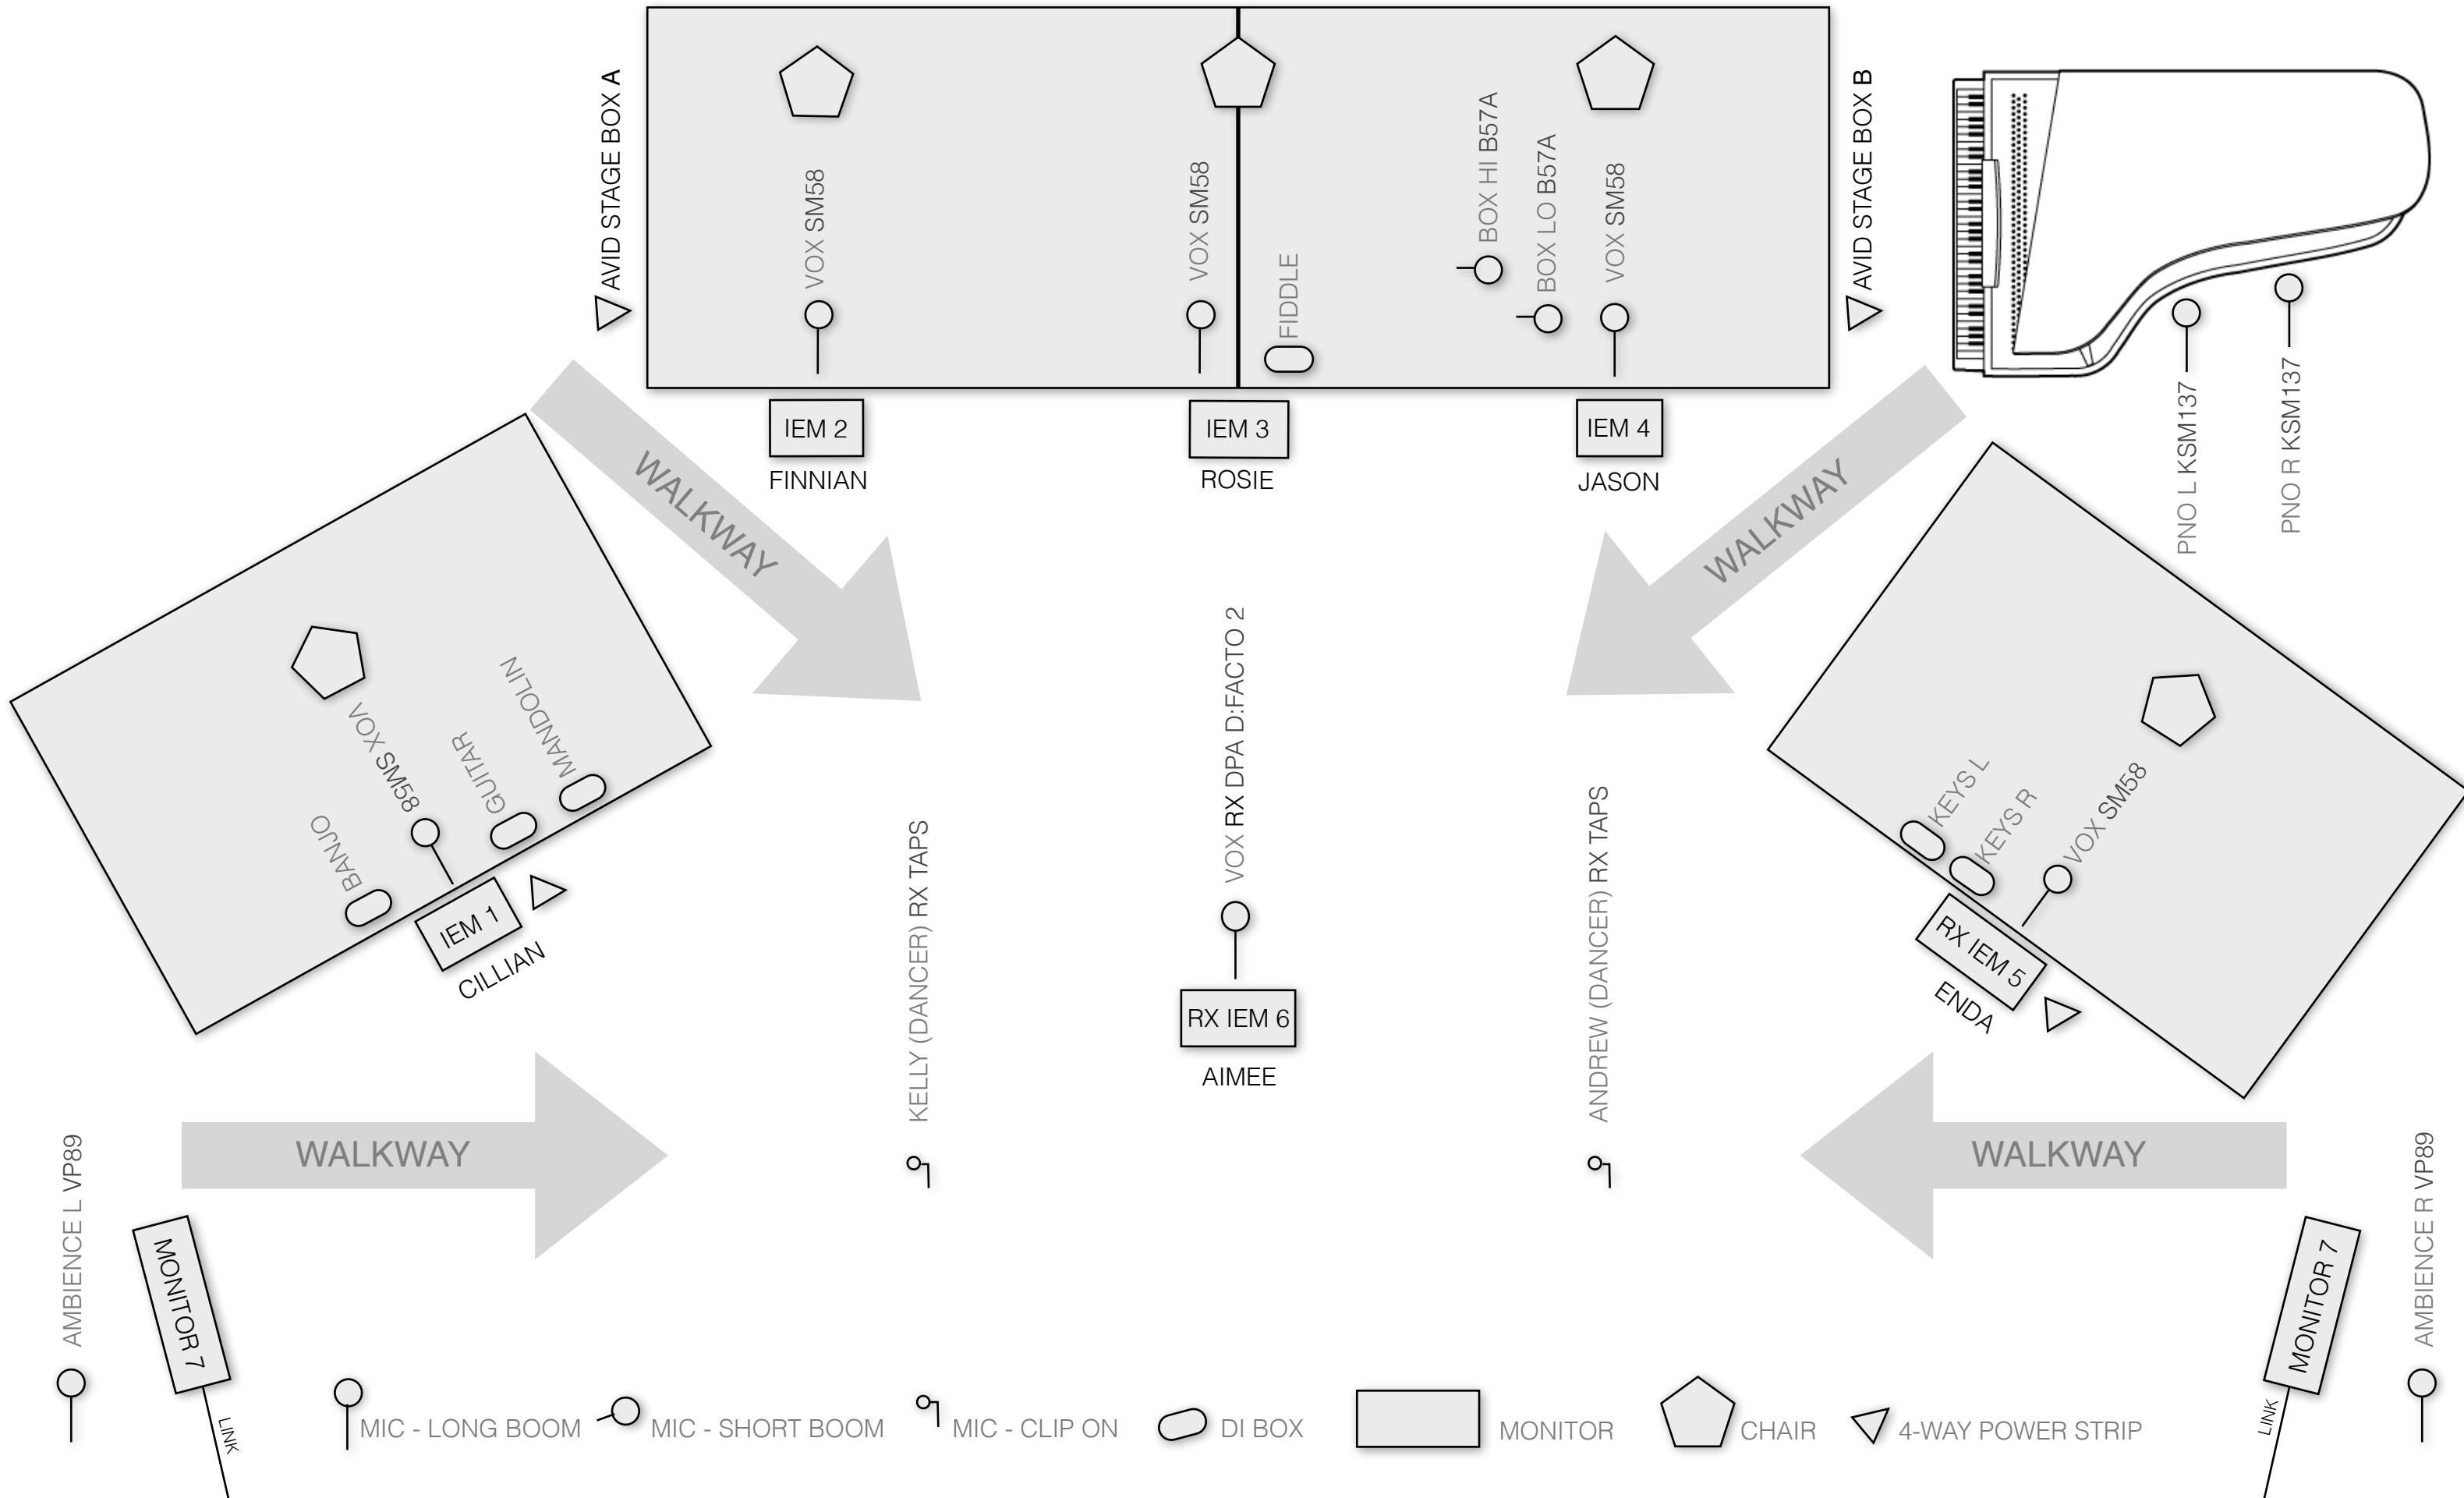 AVID STAGE BOX A
VOX SM58
VOX SM58
FIDDLE
BOX HI B57A
BOX LO B57A
VOX SM58
AVID STAGE BOX B
PNO L KSM137
PNO R KSM137
IEM 2
FINNIAN
IEM 3
ROSIE
IEM 4
JASON
WALKWAY
WALKWAY
BANJO
VOX SM58
GUITAR
MANDOLIN
IEM 1
CILLIAN
KELLY (DANCER) RX TAPS
VOX RX DPA D:FACTO 2
RX IEM 6
AIMEE
ANDREW (DANCER) RX TAPS
KEYS L
KEYS R
VOX SM58
RX IEM 5
ENDA
WALKWAY
WALKWAY
AMBIENCE L VP89
MONITOR 7
LINK
MONITOR 7
LINK
AMBIENCE R VP89
MIC - LONG BOOM
MIC - SHORT BOOM
MIC - CLIP ON
DI BOX
MONITOR
CHAIR
4-WAY POWER STRIP